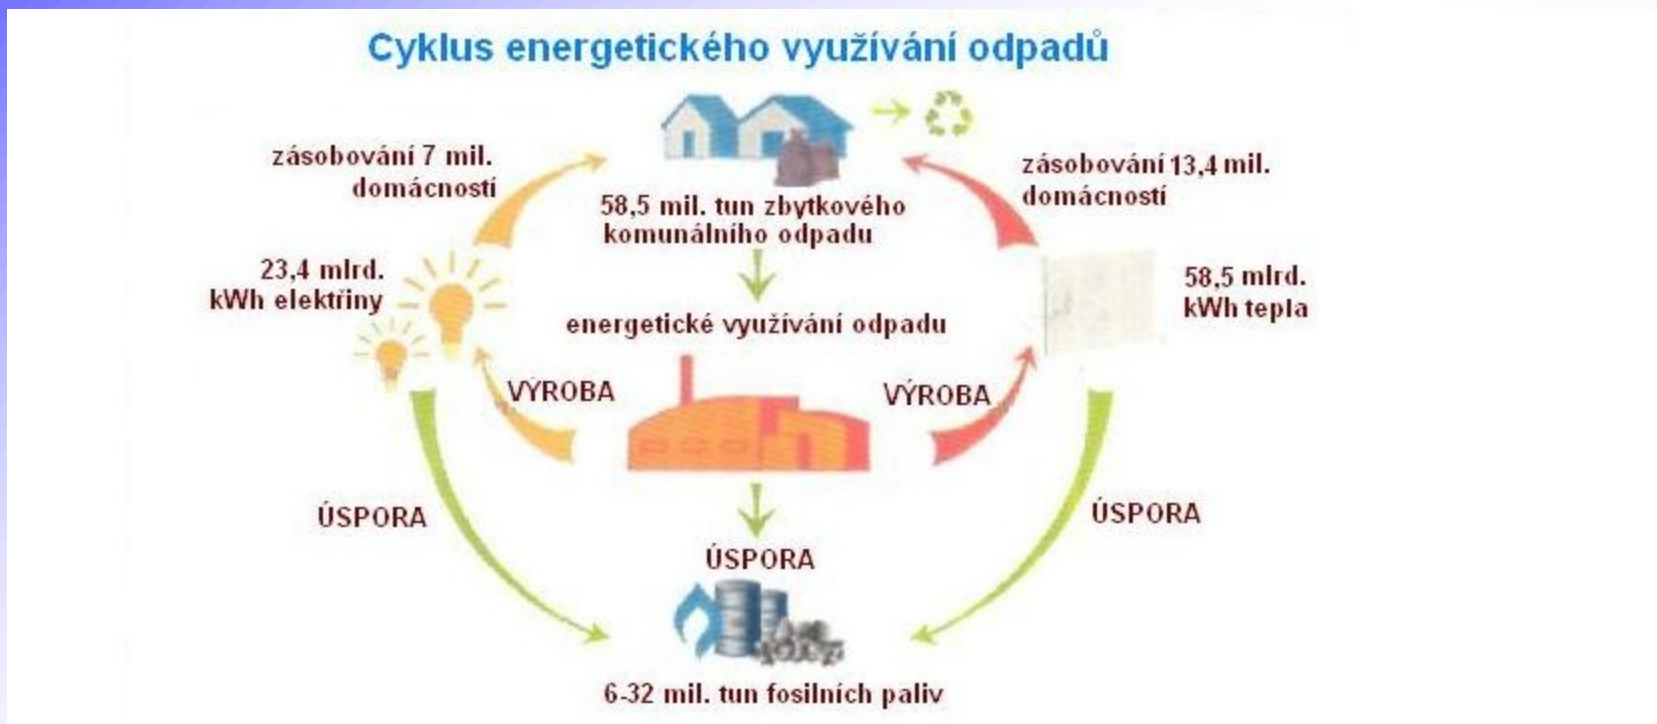 Cyklus energetického využívání odpadů
zásobování 7 mil.
domácností
zásobování 13,4 mil.
domácností
58,5 mil. tun zbytkového
komunálního odpadu
23,4 mlrd.
kWh elektřiny
58,5 mlrd.
kWh tepla
energetické využívání odpadu
VÝROBA
VÝROBA
ÚSPORA
ÚSPORA
ÚSPORA
6-32 mil. tun fosilních paliv